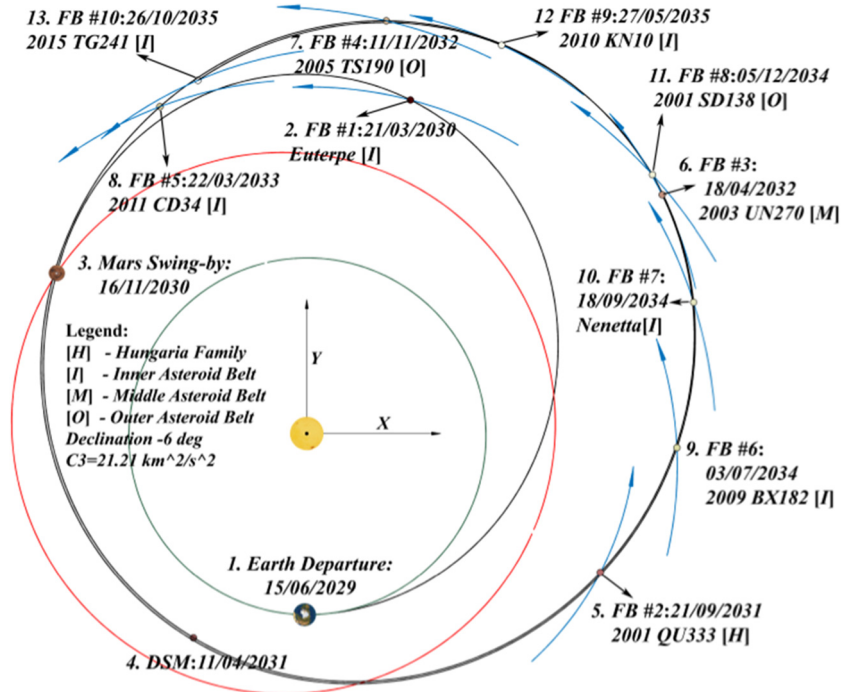 13. FB #10:26/10/2035
2015 TG241 [I]
7. FB #4:11/11/2032
2005 TS190 [O]
12 FB #9:27/05/2035
2010 KN10 [I]
11. FB #8:05/12/2034
2001 SD138 [O]
2. FB #1:21/03/2030
Euterpe [I]
6. FB #3:
18/04/2032
2003 UN270 [M]
8. FB #5:22/03/2033
2011 CD34 [I]
3. Mars Swing-by:
16/11/2030
10. FB #7:
18/09/2034
Nenetta[I]
Legend:
[H] - Hungaria Family
[I] - Inner Asteroid Belt
[M] - Middle Asteroid Belt
[O] - Outer Asteroid Belt
Declination -6 deg
C3=21.21 km^2/s^2
Y
X
9. FB #6:
03/07/2034
2009 BX182 [I]
1. Earth Departure:
15/06/2029
5. FB #2:21/09/2031
2001 QU333 [H]
4. DSM:11/04/2031